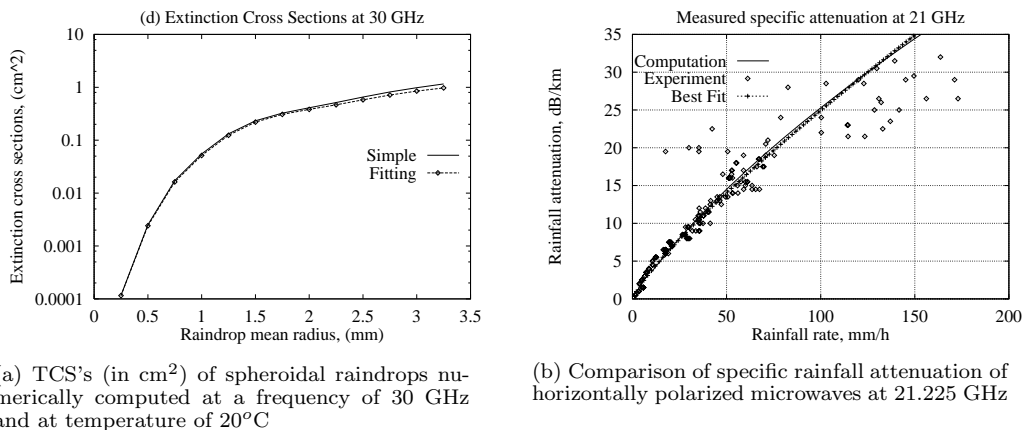 (d) Extinction Cross Sections at 30 GHz
Extinction cross sections, (cm^2)
10
1
0.1
0.01
0.001
0.0001
Simple
Fitting
0
0.5
1
1.5
2
2.5
3
3.5
Raindrop mean radius, (mm)
(a) TCS's (in cm²) of spheroidal raindrops nu-
merically computed at a frequency of 30 GHz
and at temperature of 20°C
Measured specific attenuation at 21 GHz
Rainfall attenuation, dB/km
35
30
25
20
15
10
5
0
Computation
Experiment
Best Fit
0
50
100
150
200
Rainfall rate, mm/h
(b) Comparison of specific rainfall attenuation of
horizontally polarized microwaves at 21.225 GHz